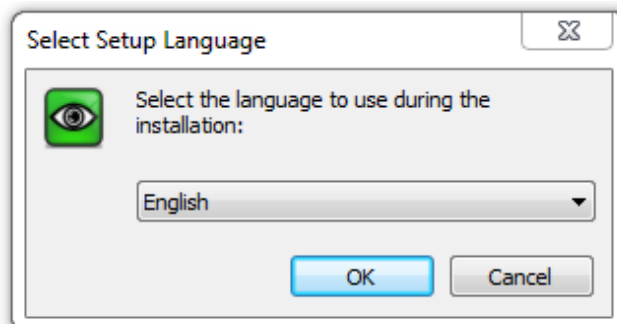 Select Setup Language
Select the language to use during the
installation:
English
OK
Cancel